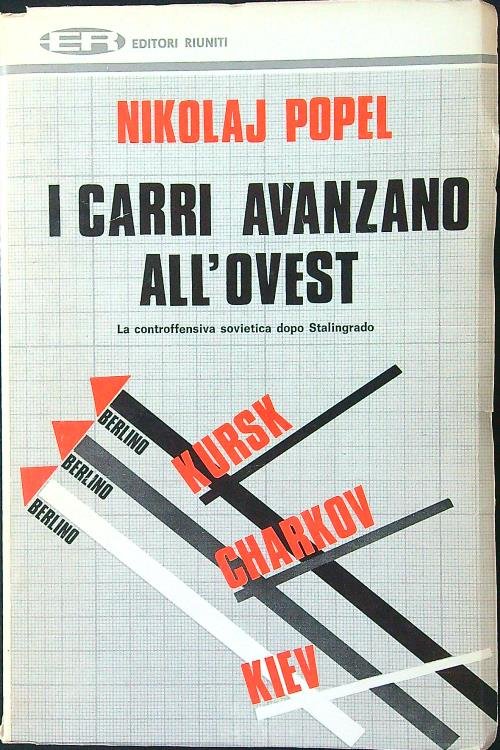 ER EDITORI RIUNITI
NIKOLAJ POPEL
I CARRI AVANZANO
ALL'OVEST
La controffensiva sovietica dopo Stalingrado
BERLINO
KURSK
BERLINO
BERLINO
CHARKOV
KIEV